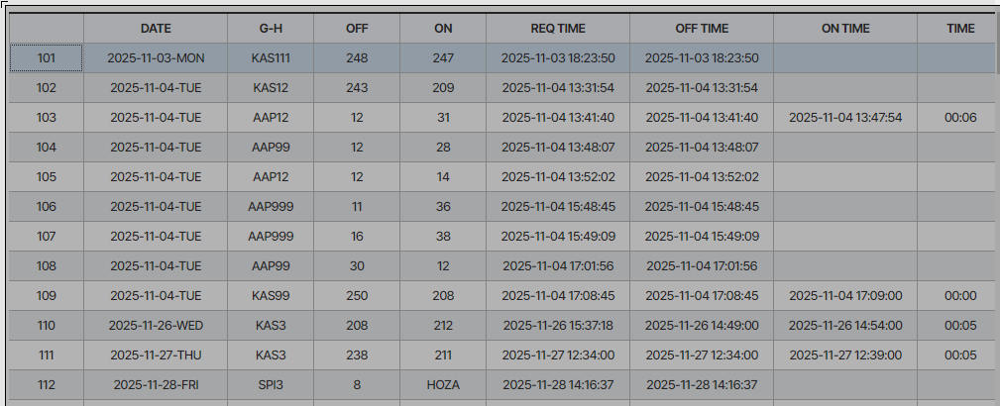 DATE G-H OFF ON REQ TIME OFF TIME ON TIME TIME
101 2025-11-03-MON KAS111 248 247 2025-11-03 18:23:50 2025-11-03 18:23:50
102 2025-11-04-TUE KAS12 243 209 2025-11-04 13:31:54 2025-11-04 13:31:54
103 2025-11-04-TUE AAP12 12 31 2025-11-04 13:41:40 2025-11-04 13:41:40 2025-11-04 13:47:54 00:06
104 2025-11-04-TUE AAP99 12 28 2025-11-04 13:48:07 2025-11-04 13:48:07
105 2025-11-04-TUE AAP12 12 14 2025-11-04 13:52:02 2025-11-04 13:52:02
106 2025-11-04-TUE AAP999 11 36 2025-11-04 15:48:45 2025-11-04 15:48:45
107 2025-11-04-TUE AAP999 16 38 2025-11-04 15:49:09 2025-11-04 15:49:09
108 2025-11-04-TUE AAP99 30 12 2025-11-04 17:01:56 2025-11-04 17:01:56
109 2025-11-04-TUE KAS99 250 208 2025-11-04 17:08:45 2025-11-04 17:08:45 2025-11-04 17:09:00 00:00
110 2025-11-26-WED KAS3 208 212 2025-11-26 15:37:18 2025-11-26 14:49:00 2025-11-26 14:54:00 00:05
111 2025-11-27-THU KAS3 238 211 2025-11-27 12:34:00 2025-11-27 12:34:00 2025-11-27 12:39:00 00:05
112 2025-11-28-FRI SPI3 8 HOZA 2025-11-28 14:16:37 2025-11-28 14:16:37